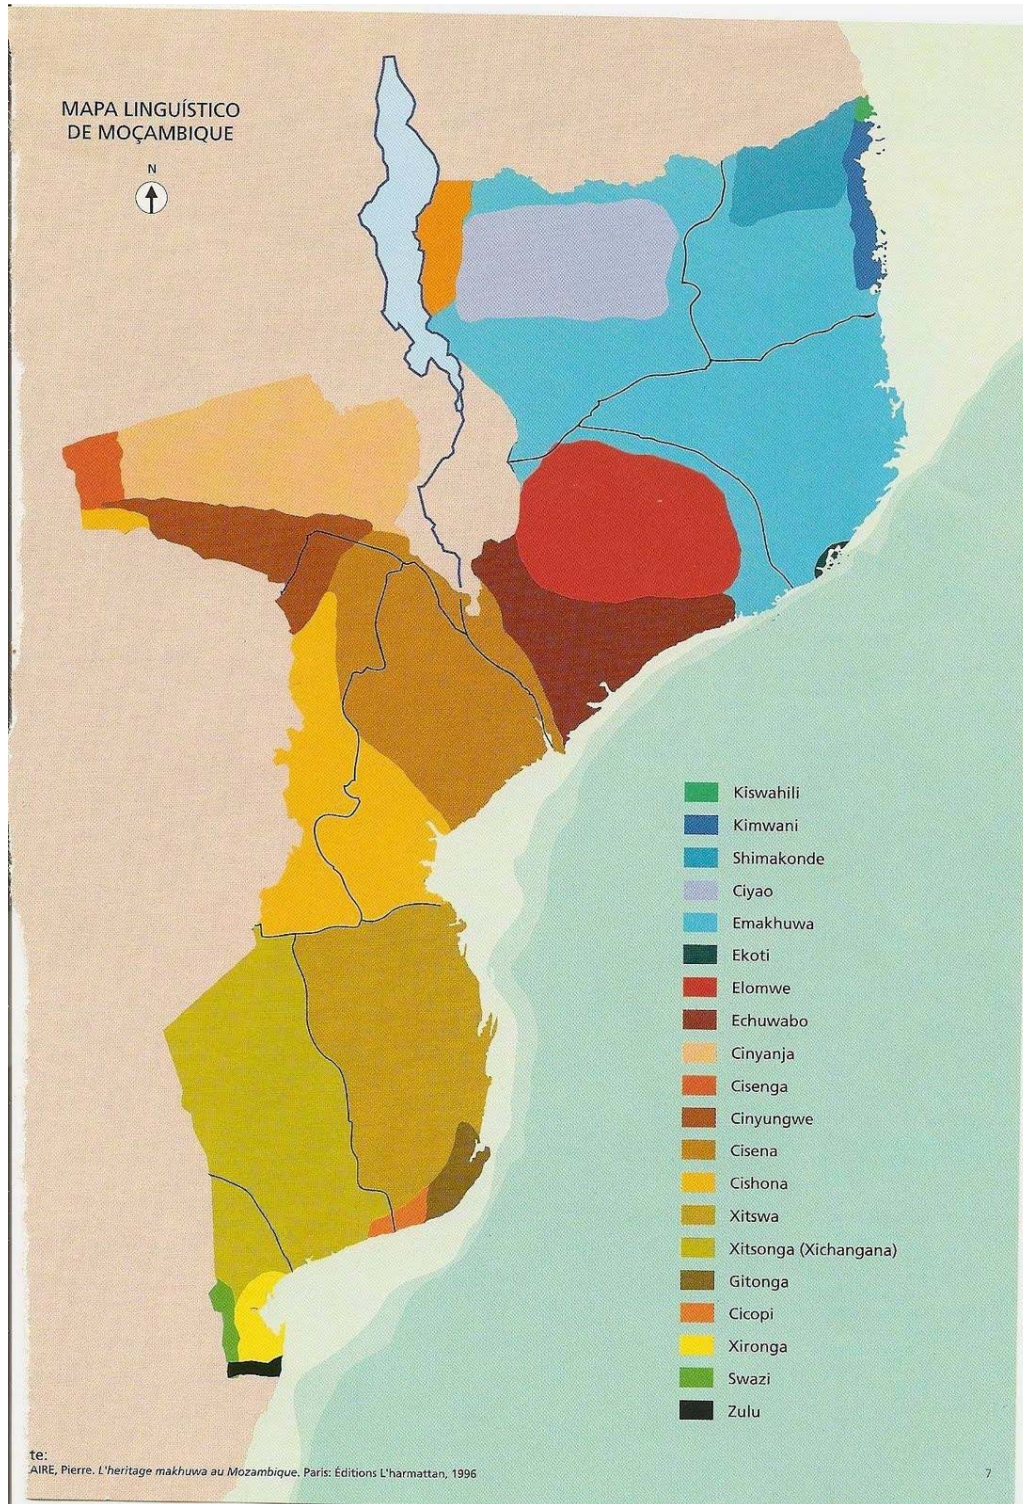 MAPA LINGUÍSTICO
DE MOÇAMBIQUE
N
Kiswahili
Kimwani
Shimakonde
Ciyao
Emakhuwa
Ekoti
Elomwe
Echuwabo
Cinyanja
Cisenga
Cinyungwe
Cisena
Cishona
Xitswa
Xitsonga (Xichangana)
Gitonga
Cicopi
Xironga
Swazi
Zulu
te:
AIRE, Pierre. L'heritage makhuwa au Mozambique. Paris: Éditions L'harmattan, 1996
7